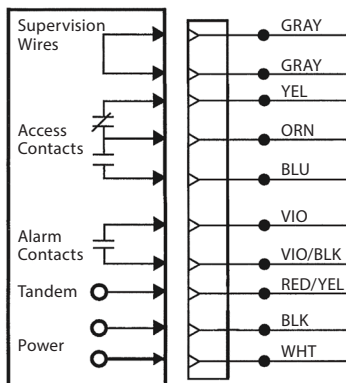 Supervision
Wires
Access
Contacts
Alarm
Contacts
Tandem
Power
GRAY
GRAY
YEL
ORN
BLU
VIO
VIO/BLK
RED/YEL
BLK
WHT